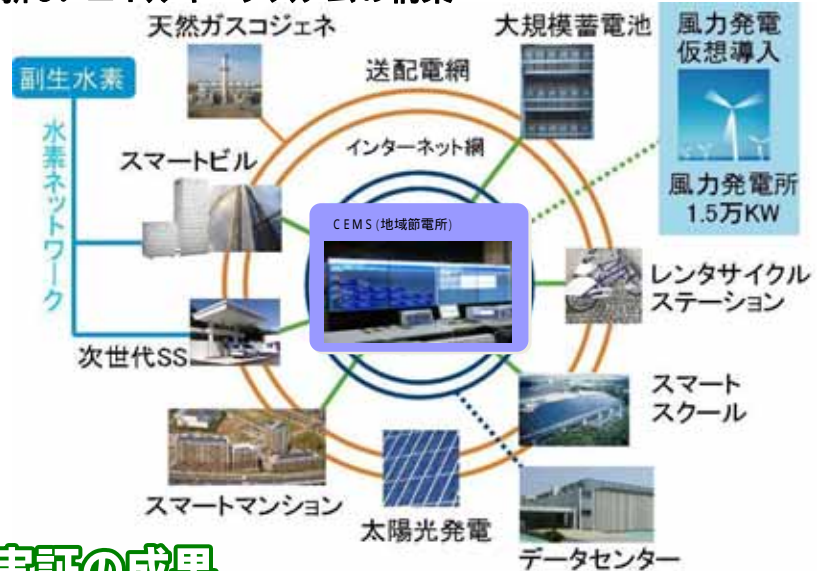 天然ガスコジェネ
大規模蓄電池
風力発電
仮想導入
副生水素
送配電網
水素ネットワーク
スマートビル
インターネット網
風力発電所
1.5万KW
CEMS(地域節電所)
レンタサイクル
ステーション
次世代SS
スマート
スクール
スマートマンション
太陽光発電
データセンター
実証の成果